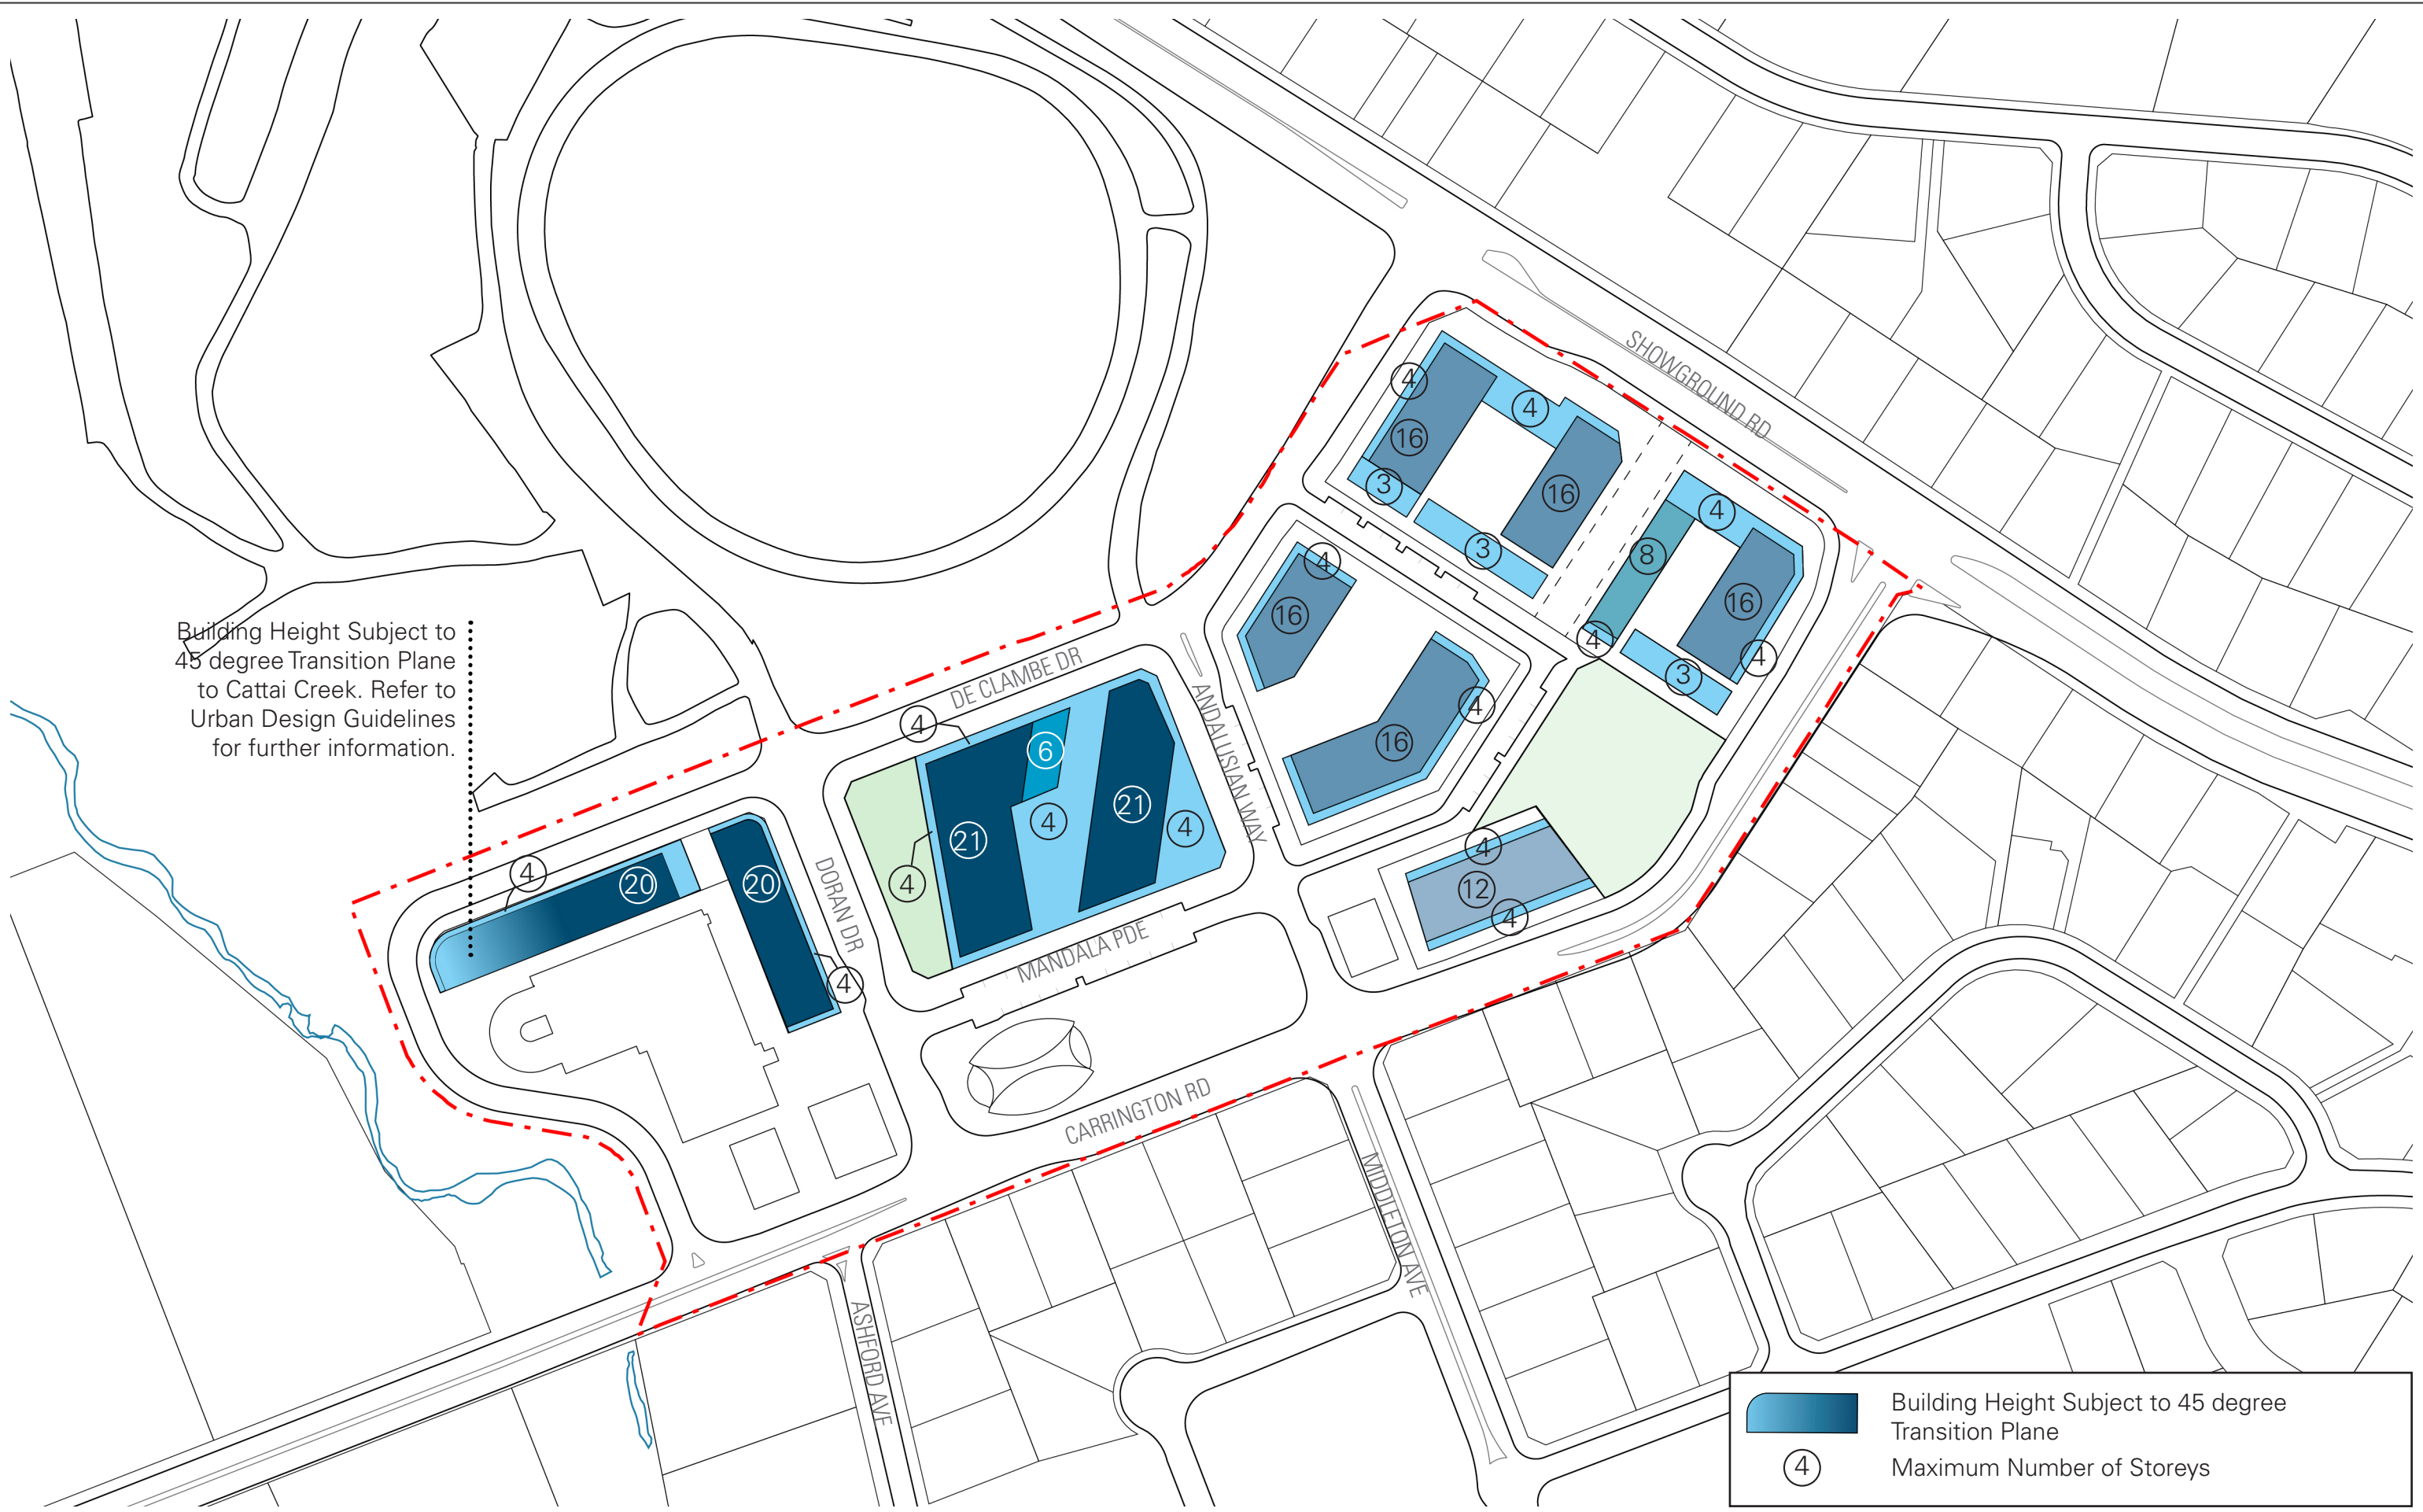 SHOWGROUND RD
4
4
16
3
16
3
4
8
16
4
4
3
4
16
4
16
Building Height Subject to
45 degree Transition Plane
to Cattai Creek. Refer to
Urban Design Guidelines
for further information.
DE CLAMBE DR
ANDALUSIAN WAY
4
6
21
4
21
4
4
4
20
20
4
DORAN DR
MANDALA PDE
4
12
4
CARRINGTON RD
MIDDLETON AVE
ASHFORD AVE
Building Height Subject to 45 degree
Transition Plane
4
Maximum Number of Storeys